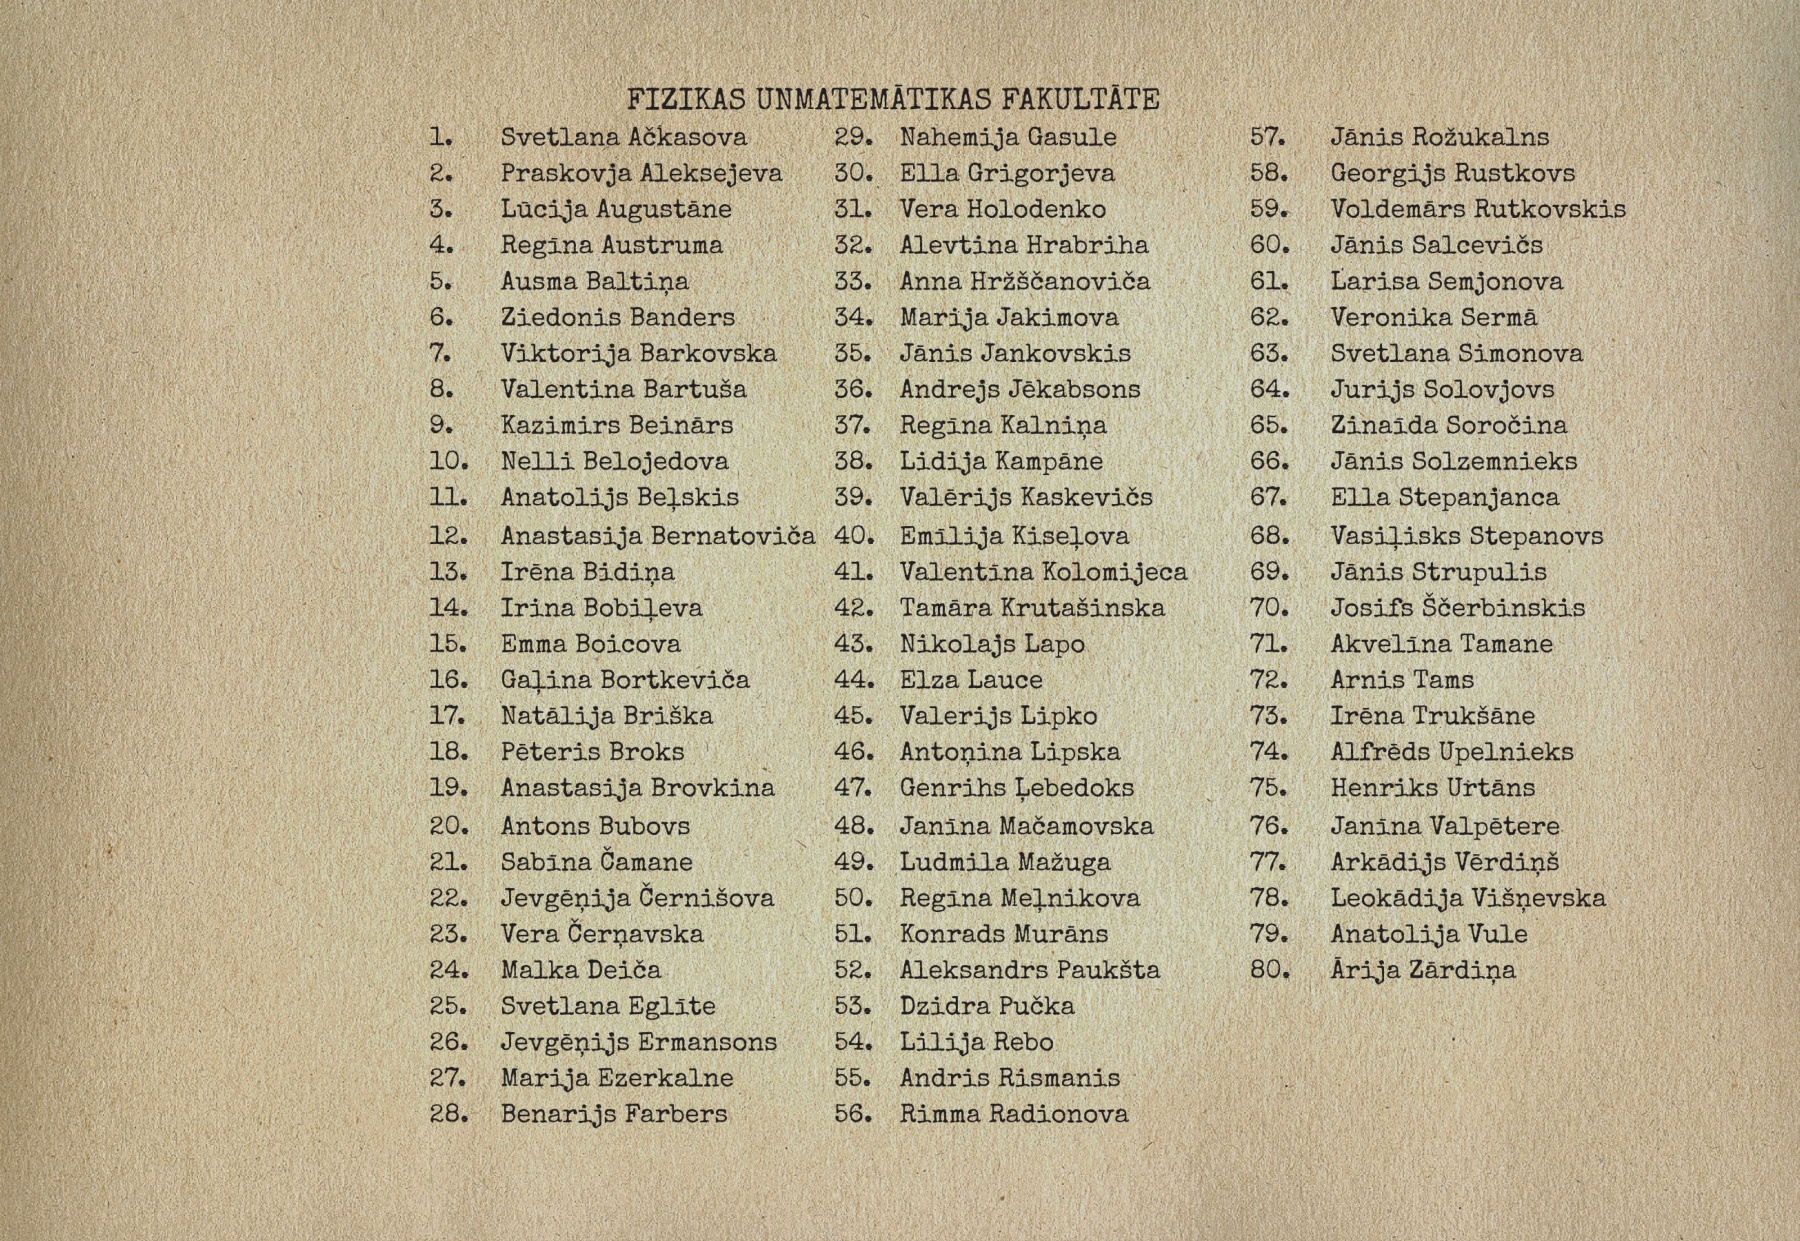 FIZIKAS UNMATEMĀTIKAS FAKULTĀTE
1. Svetlana Ačkasova
2. Praskovja Aleksejeva
3. Lūcija Augustāne
4. Regīna Austruma
5. Ausma Baltiņa
6. Ziedonis Banders
7. Viktorija Barkovska
8. Valentina Bartuša
9. Kazimirs Beinārs
10. Nelli Belojedova
11. Anatolijs Beļskis
12. Anastasija Bernatoviča
13. Irēna Bidiņa
14. Irina Bobiļeva
15. Emma Boicova
16. Gaļina Bortkeviča
17. Natālija Briška
18. Pēteris Broks
19. Anastasija Brovkina
20. Antons Bubovs
21. Sabīna Čamane
22. Jevgēņija Černišova
23. Vera Čerņavska
24. Malka Deiča
25. Svetlana Eglīte
26. Jevgēņijs Ermansons
27. Marija Ezerkalne
28. Benarijs Farbers
29. Nahemija Gasule
30. Ella Grigorjeva
31. Vera Holodenko
32. Alevtina Hrabriha
33. Anna Hržščanoviča
34. Marija Jakimova
35. Jānis Jankovskis
36. Andrejs Jēkabsons
37. Regīna Kalniņa
38. Lidija Kampāne
39. Valērijs Kaskevičs
40. Emīlija Kiseļova
41. Valentīna Kolomijeca
42. Tamāra Krutašinska
43. Nikolajs Lapo
44. Elza Lauce
45. Valerijs Lipko
46. Antoņina Lipska
47. Genrihs Ļebedoks
48. Janīna Mačamovska
49. Ludmila Mažuga
50. Regīna Meļnikova
51. Konrads Murāns
52. Aleksandrs Paukšta
53. Dzidra Pučka
54. Lilija Rebo
55. Andris Rismanis
56. Rimma Radionova
57. Jānis Rožukalns
58. Georgijs Rustkovs
59. Voldemārs Rutkovskis
60. Jānis Salcevičs
61. Larisa Semjonova
62. Veronika Sermā
63. Svetlana Simonova
64. Jurijs Solovjovs
65. Zinaīda Soročina
66. Jānis Solzemnieks
67. Ella Stepanjanca
68. Vasiļisks Stepanovs
69. Jānis Strupulis
70. Josifs Ščerbinskis
71. Akvelīna Tamane
72. Arnis Tams
73. Irēna Trukšāne
74. Alfrēds Upelnieks
75. Henriks Urtāns
76. Janīna Valpētere
77. Arkādijs Vērdiņš
78. Leokādija Višņevska
79. Anatolija Vule
80. Ārija Zārdiņa